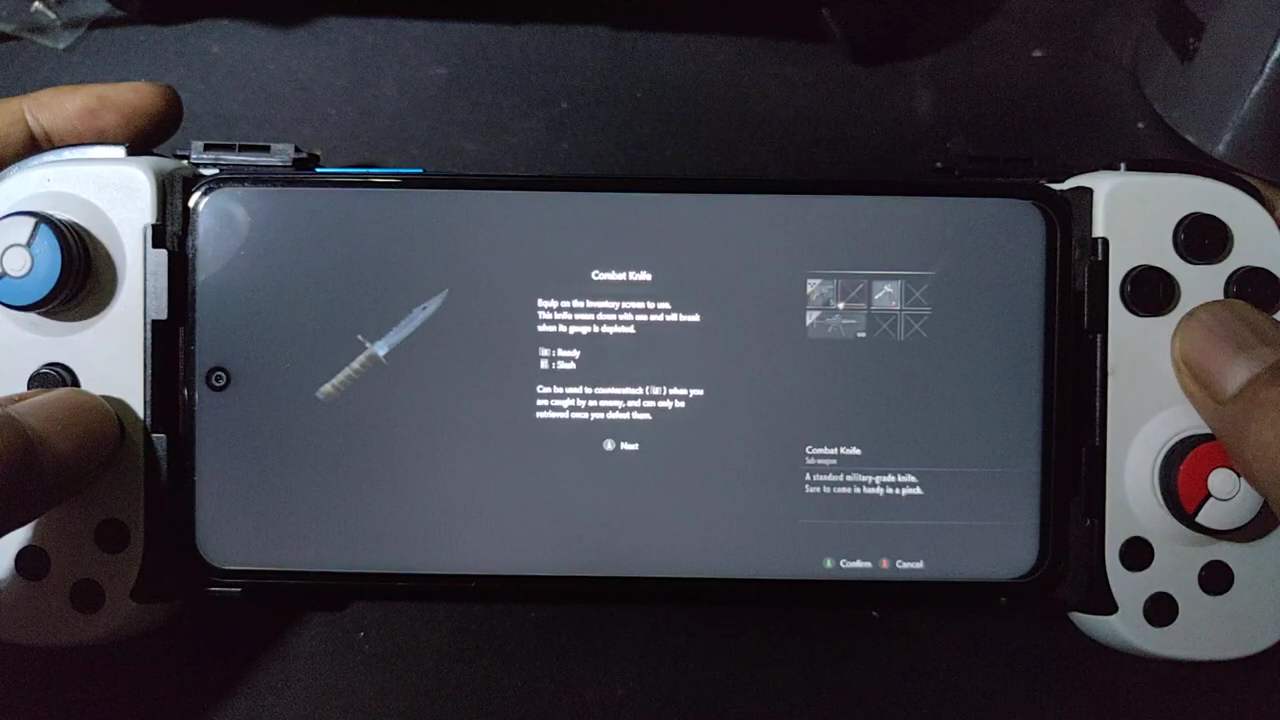 Combat Knife
Equip on the Inventory screen to use.
This knife wears down with use and will break
when its gauge is depleted.
: Ready
: Slash
Can be used to counterattack ( ) when you
are caught by an enemy, and can only be
retrieved once you defeat them.
A Next
Combat Knife
Sub-weapon
A standard military-grade knife.
Sure to come in handy in a pinch.
A Confirm B Cancel